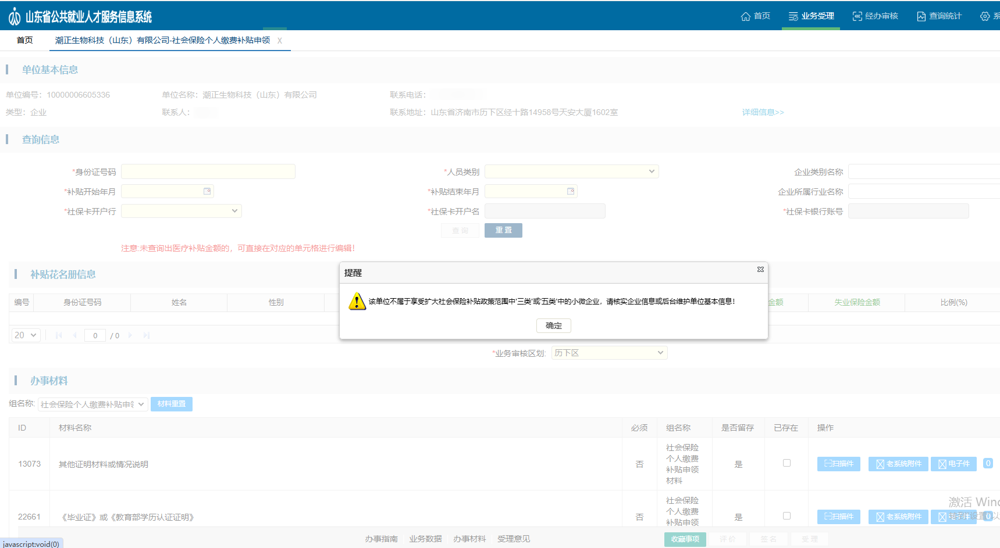 山东省公共就业人才服务信息系统
首页
业务受理
经办审核
查询统计
首页
潮正生物科技（山东）有限公司-社会保险个人缴费补贴申领 X
单位基本信息
单位编号：10000006605336
单位名称：潮正生物科技（山东）有限公司
联系电话：
类型：企业
联系人：
联系地址：山东省济南市历下区经十路14958号天安大厦1602室
详细信息>>
查询信息
*身份证号码
*人员类别
企业类别名称
*补贴开始年月
*补贴结束年月
企业所属行业名称
*社保卡开户行
*社保卡开户名
*社保卡银行账号
查 询
重 置
注意:未查询出医疗补贴金额的，可直接在对应的单元格进行编辑！
补贴花名册信息
提醒
该单位不属于享受扩大社会保险补贴政策范围中'三类'或'五类'中的小微企业，请核实企业信息或后台维护单位基本信息！
确定
编号
身份证号码
姓名
性别
金额
失业保险金额
比例(%)
20
0
/ 0
*业务审核区划:
历下区
办事材料
组名称:
社会保险个人缴费补贴申领
材料重置
ID
材料名称
必须
组名称
是否留存
已存在
操作
13073
其他证明材料或情况说明
否
社会保险
个人缴费
补贴申领
材料
是
扫描件
老系统附件
电子件
0
22661
《毕业证》或《教育部学历认证证明》
否
社会保险
个人缴费
补贴申领
是
扫描件
老系统附件
0
激活 Wind
办事指南
业务数据
办事材料
受理意见
收藏事项
评 价
签 名
受 理
javascript:void(0)